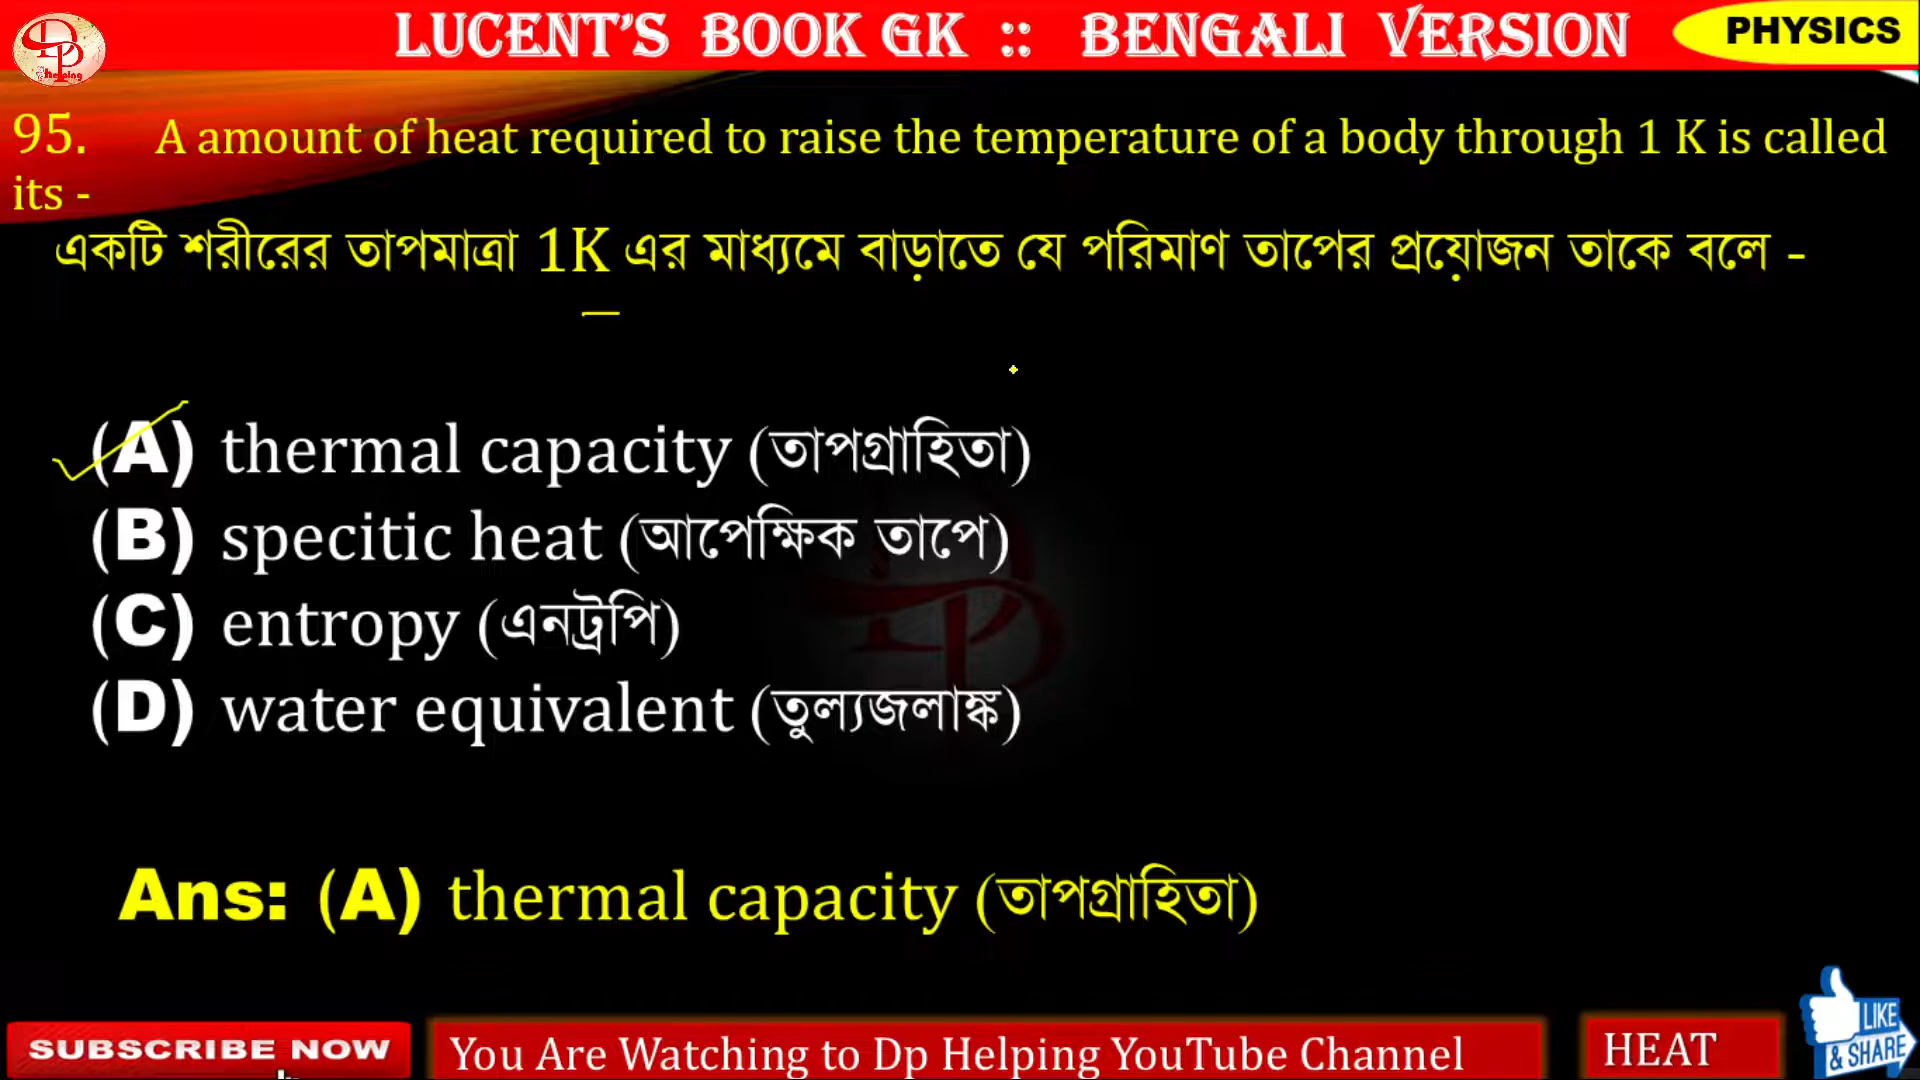 LUCENT'S BOOK GK :: BENGALI VERSION
PHYSICS
DP
helping
95. A amount of heat required to raise the temperature of a body through 1 K is called
its -
একটি শরীরের তাপমাত্রা 1K এর মাধ্যমে বাড়াতে যে পরিমাণ তাপের প্রয়োজন তাকে বলে -
(A) thermal capacity (তাপগ্রাহিতা)
(B) specitic heat (আপেক্ষিক তাপে)
(C) entropy (এনট্রপি)
(D) water equivalent (তুল্যজলাঙ্ক)
Ans: (A) thermal capacity (তাপগ্রাহিতা)
SUBSCRIBE NOW
You Are Watching to Dp Helping YouTube Channel
HEAT
LIKE
& SHARE